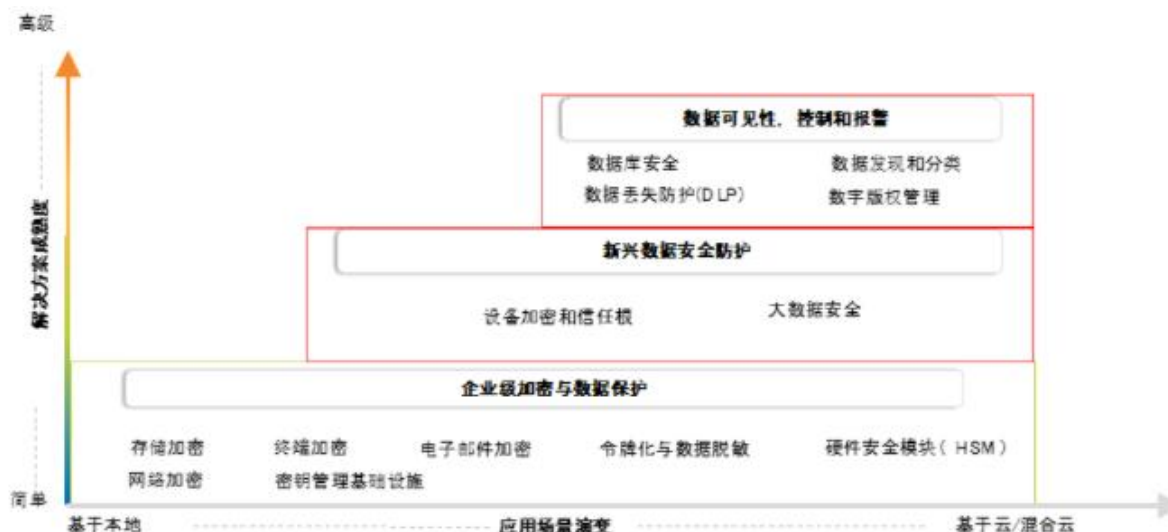 高级
数据可见性, 控制和报警
数据库安全 数据发现和分类
数据丢失防护(DLP) 数字版权管理
解决方案成熟度
新兴数据安全防护
设备加密和信任根 大数据安全
企业级加密与数据保护
存储加密 终端加密 电子邮件加密 令牌化与数据脱敏 硬件安全模块( HSM)
网络加密 密钥管理基础设施
简单
基于本地 应用场景演变 基于云/混合云